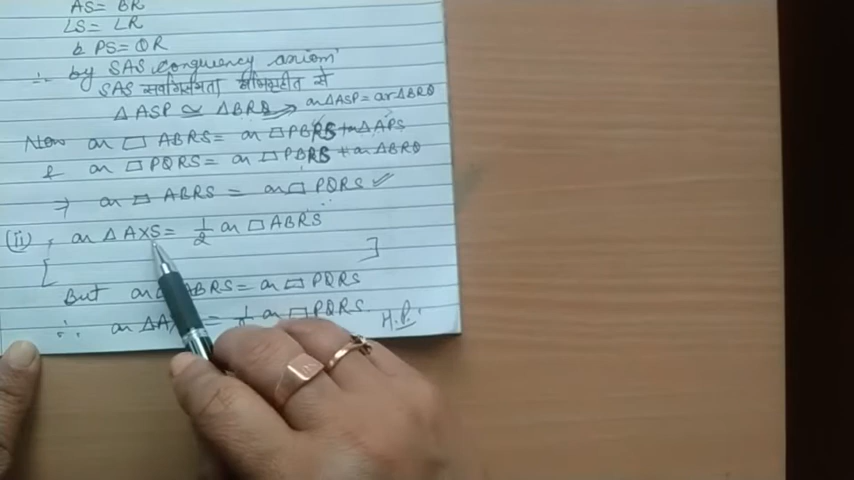 AS = BR
∠S = ∠R
& PS = QR
∴ by SAS congruency axiom
SAS सर्वांगसमता अभिगृहीत से
Δ ASP ≅ Δ BRQ → ar Δ ASP = ar Δ BRQ
Now ar ▱ ABRS = ar ▱ PBRS + ar Δ APS
& ar ▱ PQRS = ar ▱ PBRS + ar Δ BRQ
⇒ ar ▱ ABRS = ar ▱ PQRS ✓
(ii) ar Δ AXS = 1/2 ar ▱ ABRS
[ ]
But ar ▱ ABRS = ar ▱ PQRS
∴ ar Δ A = ar ▱ PQRS. H.P.